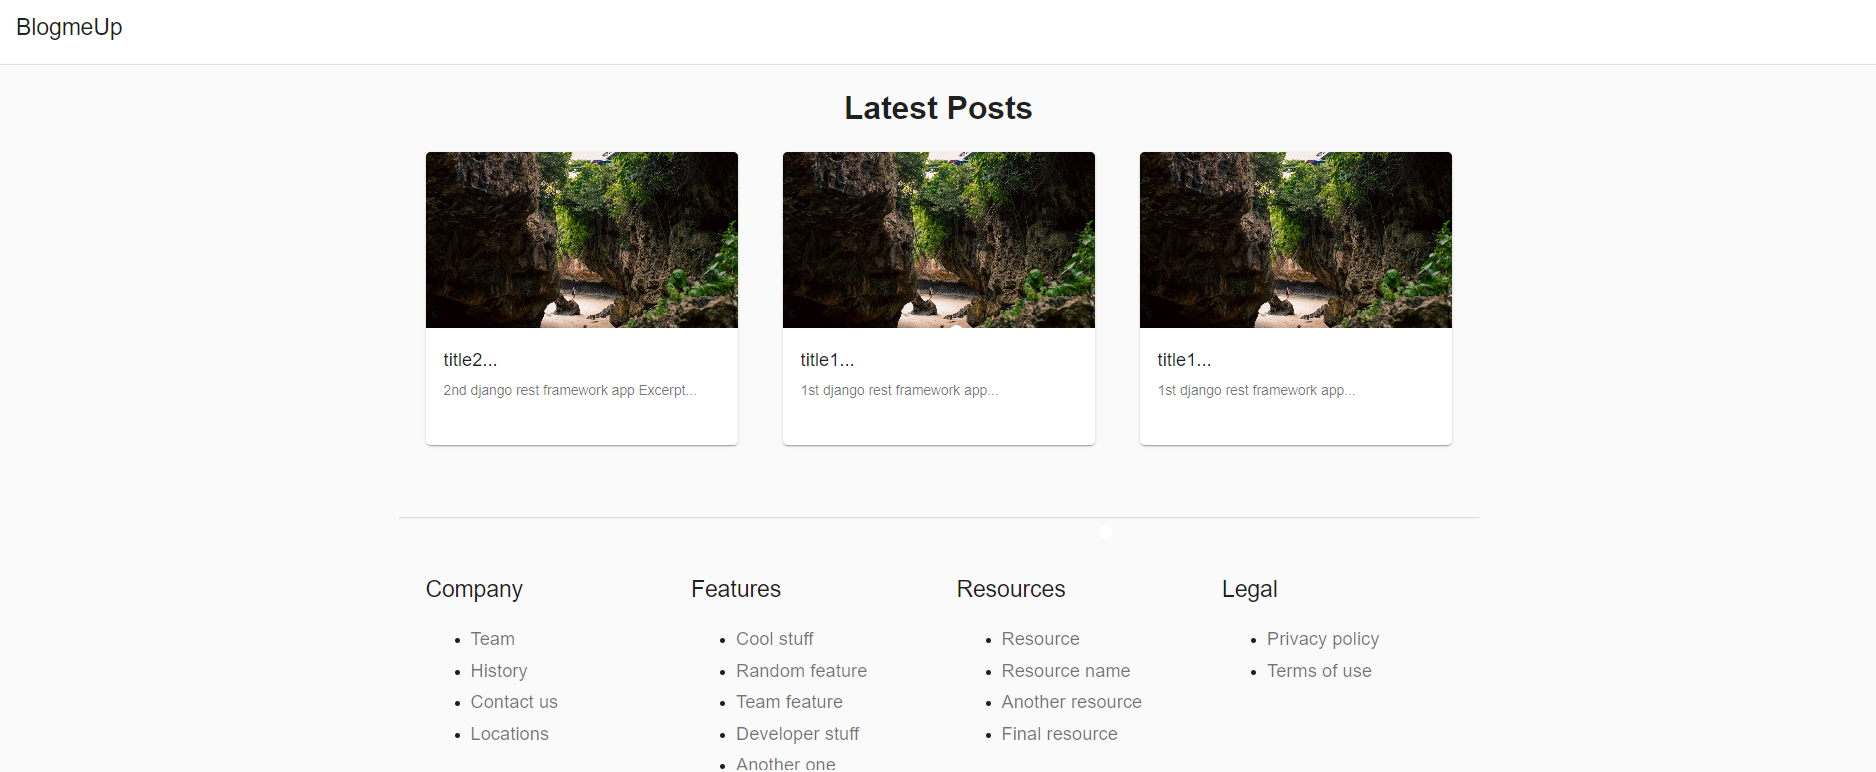 BlogmeUp
Latest Posts
title2...
2nd django rest framework app Excerpt...
title1...
1st django rest framework app...
title1...
1st django rest framework app...
Company
Team
History
Contact us
Locations
Features
Cool stuff
Random feature
Team feature
Developer stuff
Another one
Resources
Resource
Resource name
Another resource
Final resource
Legal
Privacy policy
Terms of use